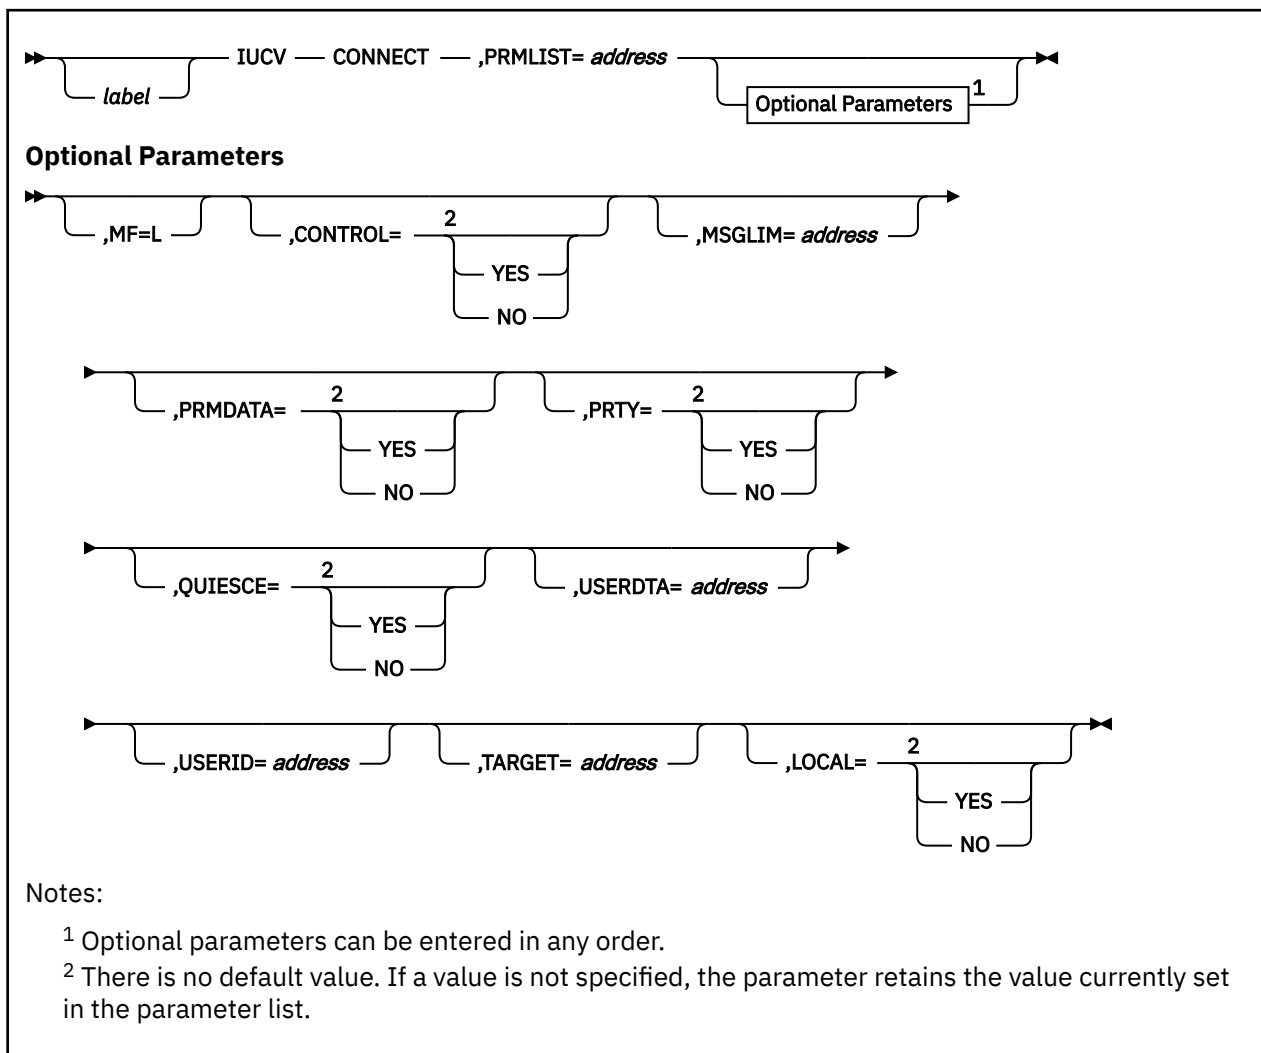 label IUCV CONNECT ,PRMLIST= address Optional Parameters 1
Optional Parameters
,MF=L ,CONTROL= 2 YES NO ,MSGLIM= address
,PRMDATA= 2 YES NO ,PRTY= 2 YES NO
,QUIESCE= 2 YES NO ,USERDTA= address
,USERID= address ,TARGET= address ,LOCAL= 2 YES NO
Notes:
1 Optional parameters can be entered in any order.
2 There is no default value. If a value is not specified, the parameter retains the value currently set
in the parameter list.